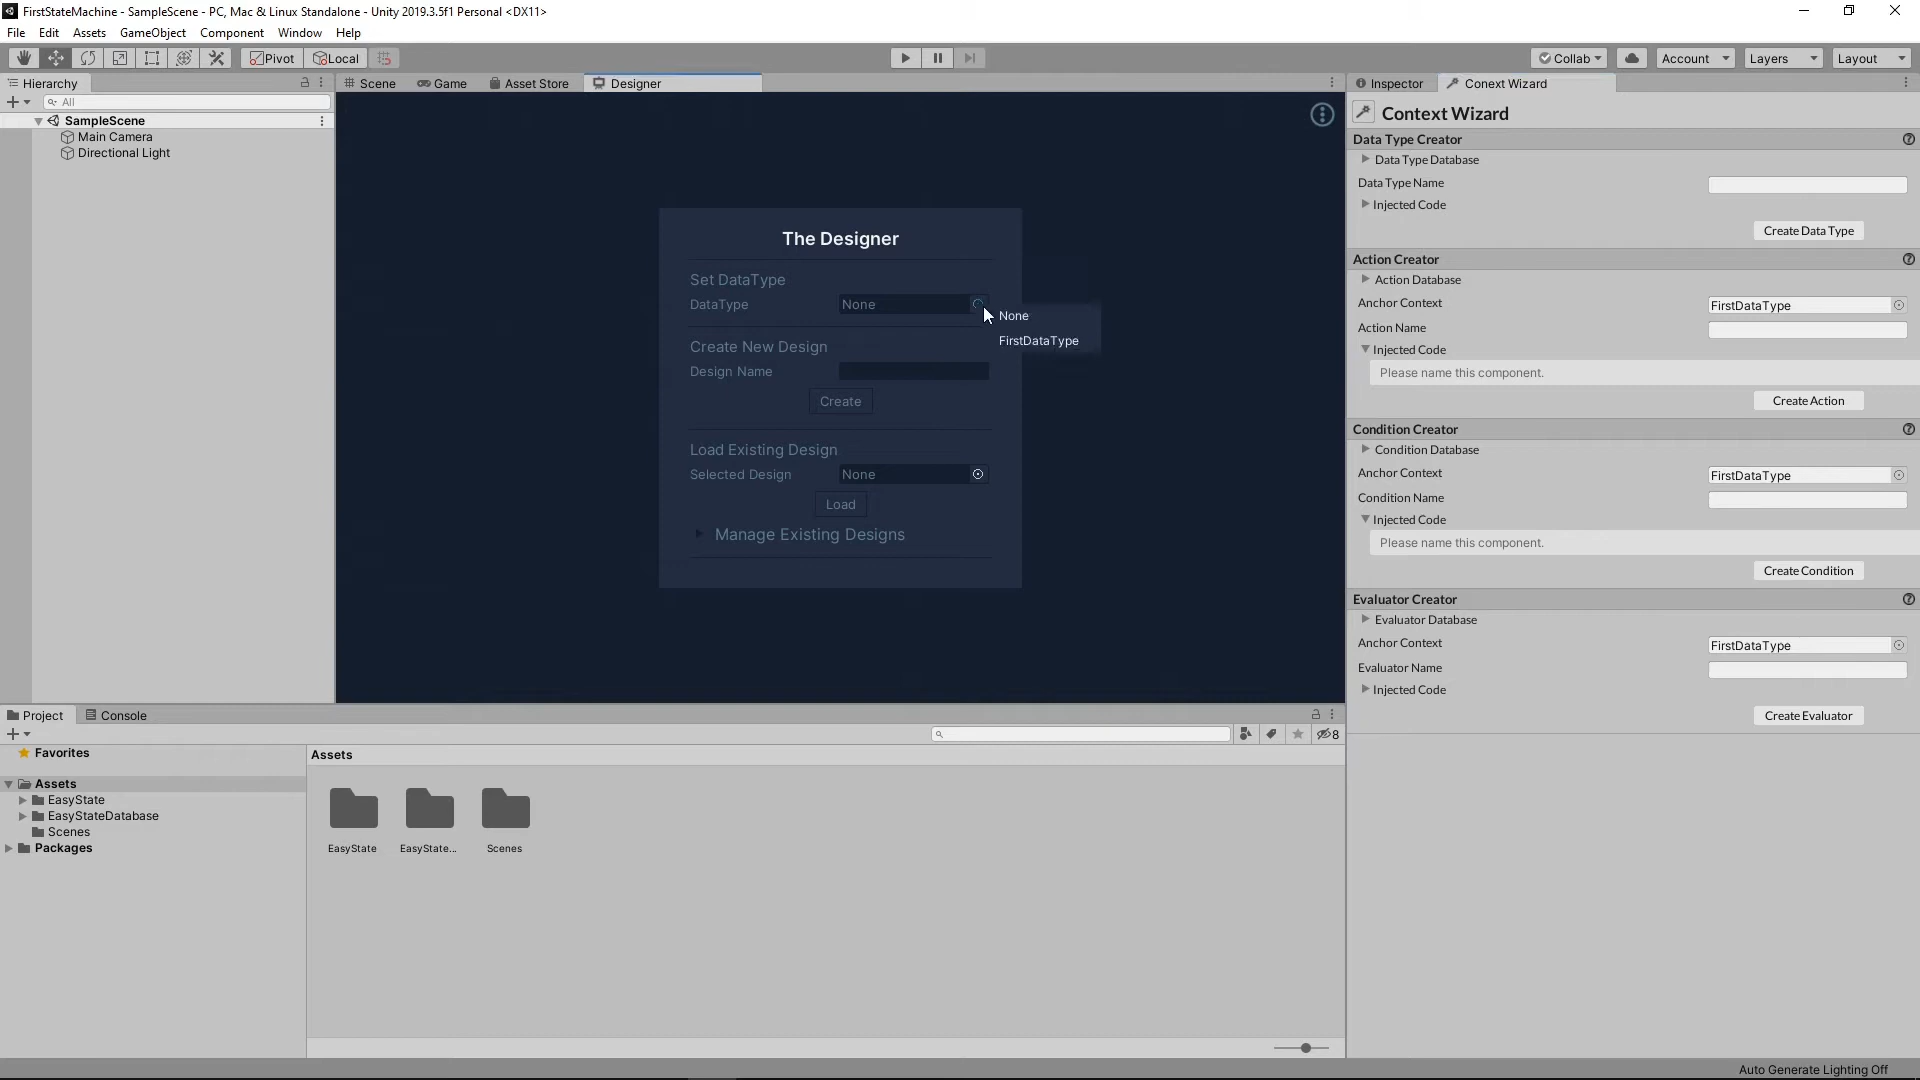 FirstStateMachine - SampleScene - PC, Mac & Linux Standalone - Unity 2019.3.5f1 Personal <DX11>
File Edit Assets GameObject Component Window Help
Pivot Local Collab Account Layers Layout
Hierarchy
All
SampleScene
Main Camera
Directional Light
Scene Game Asset Store Designer
The Designer
Set DataType
DataType None
None
FirstDataType
Create New Design
Design Name
Create
Load Existing Design
Selected Design None
Load
Manage Existing Designs
Inspector Conext Wizard
Context Wizard
Data Type Creator
Data Type Database
Data Type Name
Injected Code
Create Data Type
Action Creator
Action Database
Anchor Context FirstDataType
Action Name
Injected Code
Please name this component.
Create Action
Condition Creator
Condition Database
Anchor Context FirstDataType
Condition Name
Injected Code
Please name this component.
Create Condition
Evaluator Creator
Evaluator Database
Anchor Context FirstDataType
Evaluator Name
Injected Code
Create Evaluator
Project Console
8
Favorites
Assets
EasyState
EasyStateDatabase
Scenes
Packages
Assets
EasyState EasyState... Scenes
Auto Generate Lighting Off